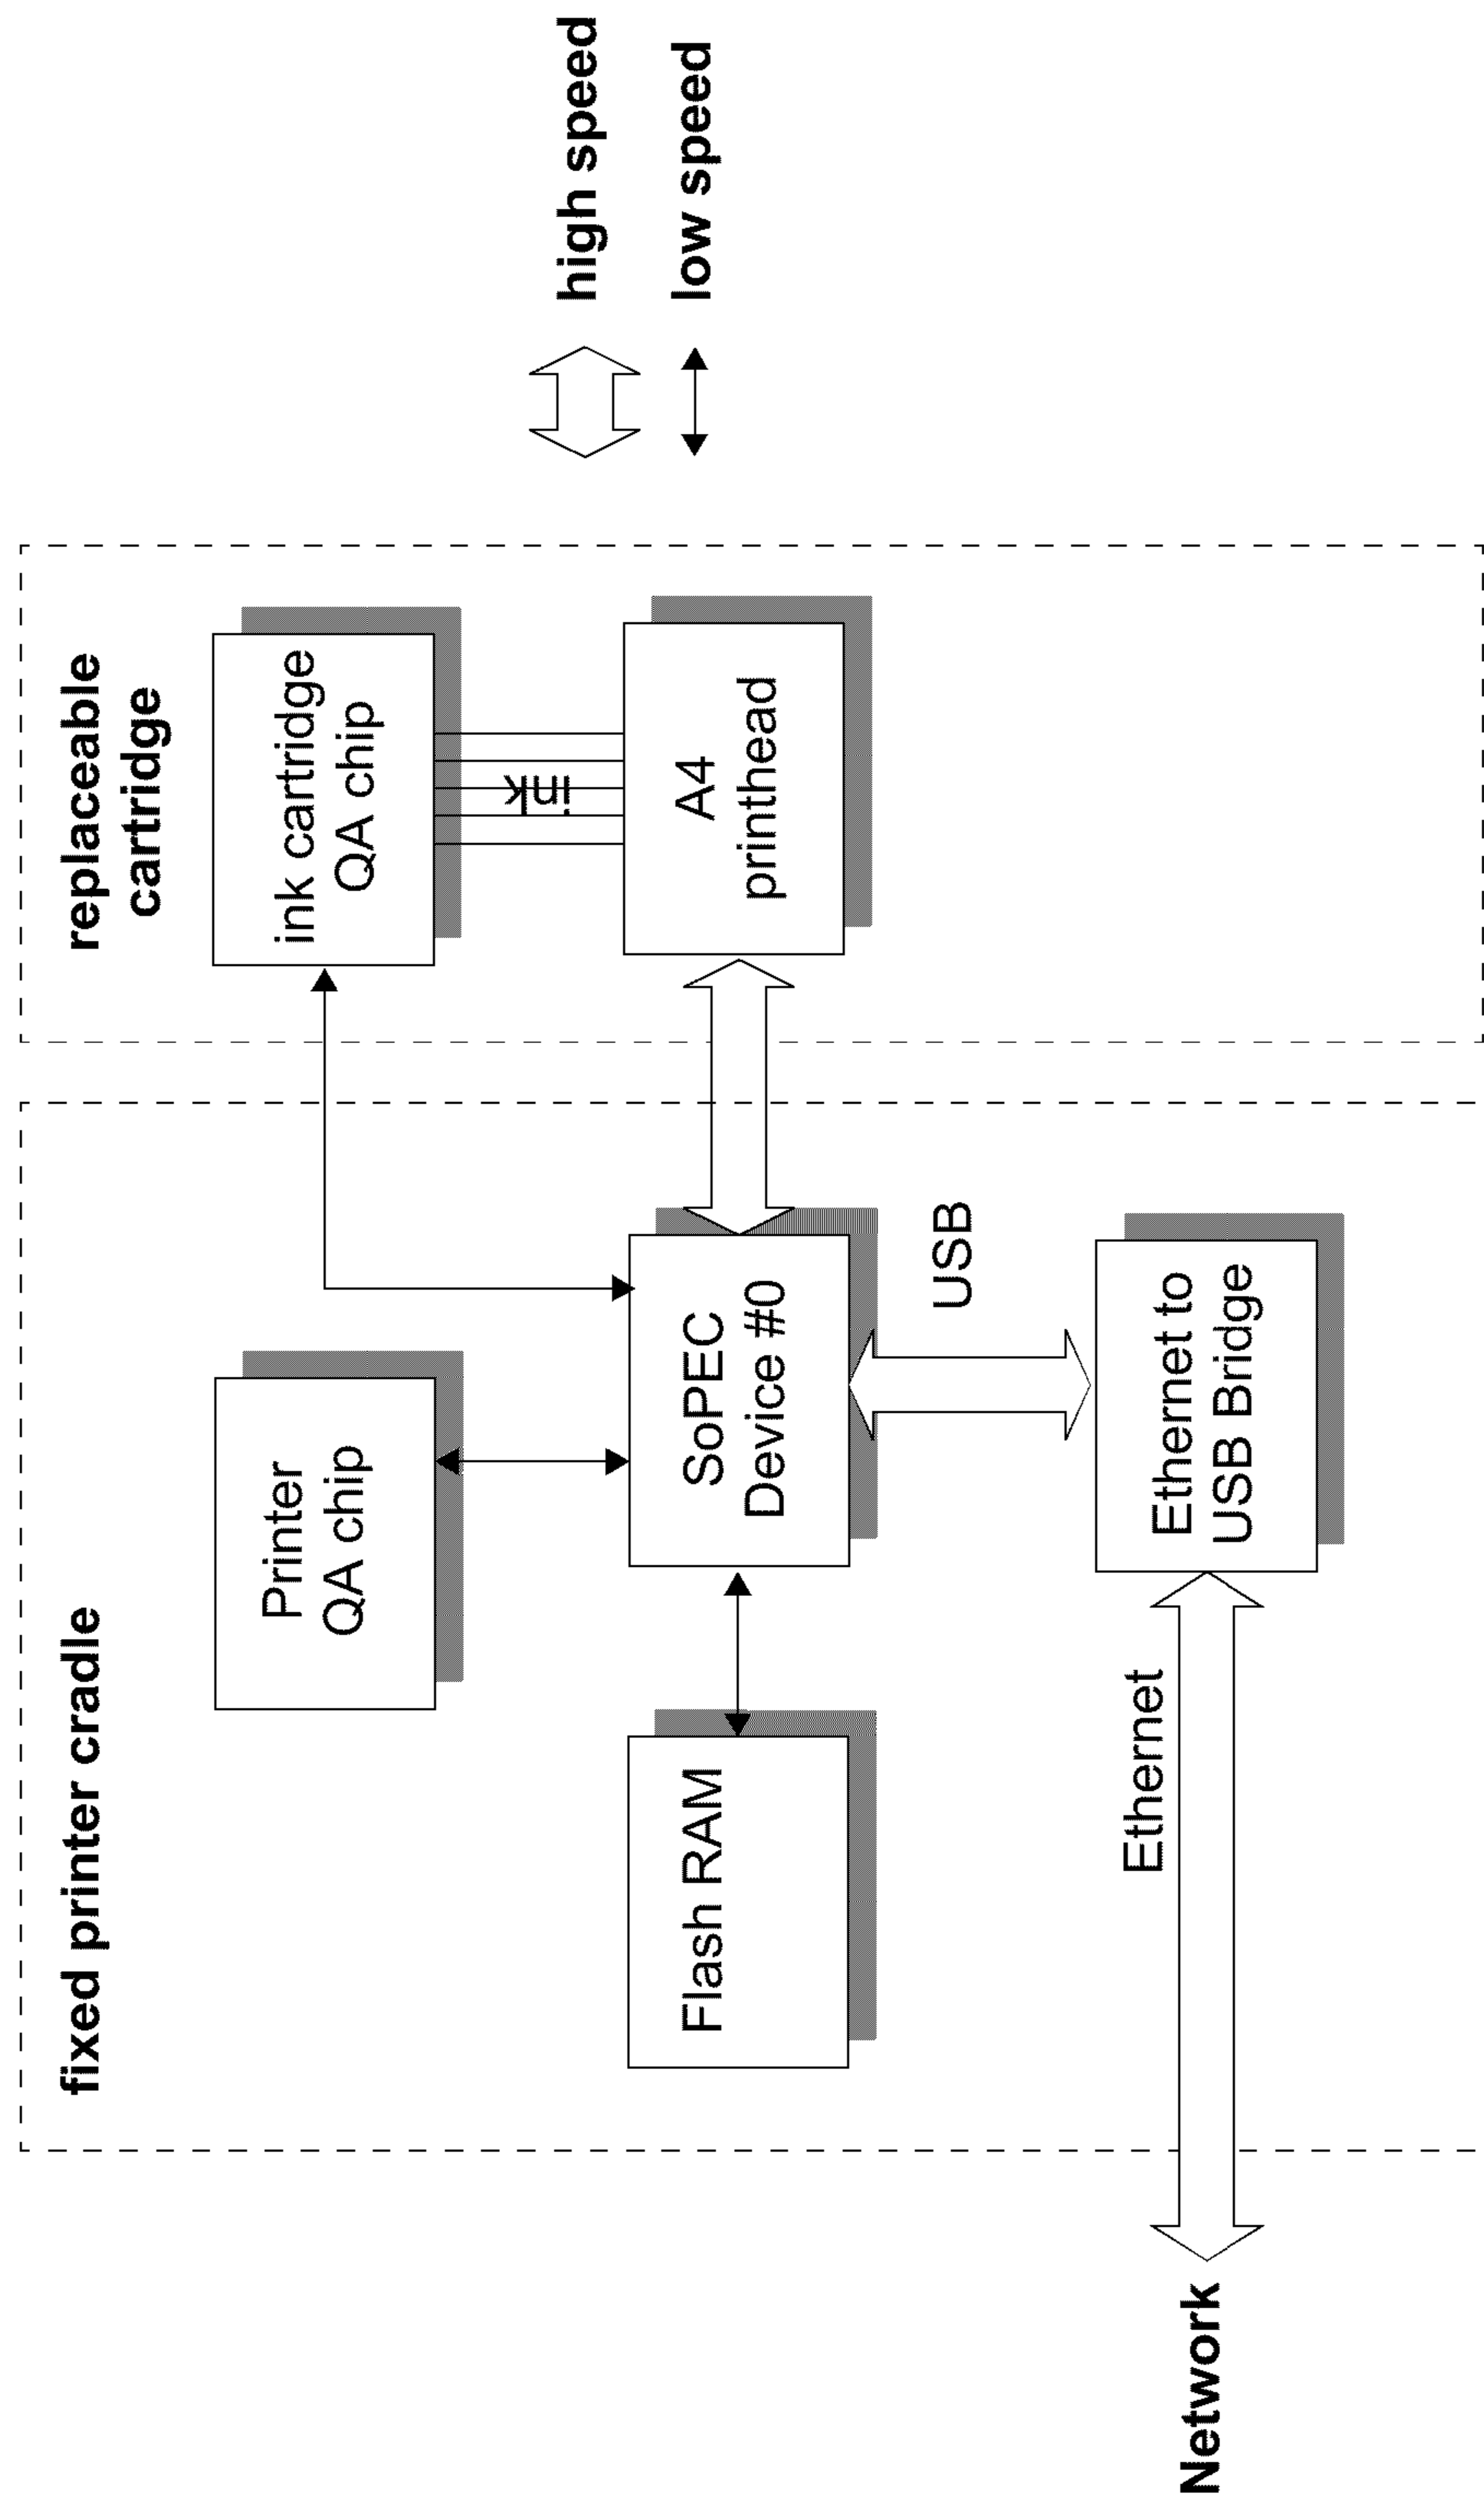 fixed printer cradle
replaceable
cartridge
Printer
QA chip
ink cartridge
QA chip
ink
high speed
low speed
Flash RAM
SoPEC
Device #0
A4
printhead
USB
Ethernet
Ethernet to
USB Bridge
Network